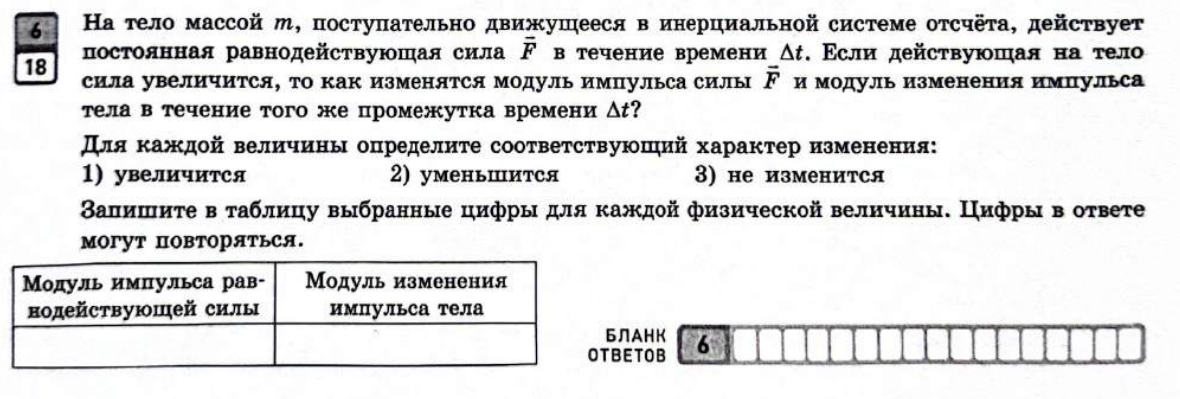 6
18
На тело массой m, поступательно движущееся в инерциальной системе отсчёта, действует
постоянная равнодействующая сила F⃗ в течение времени Δt. Если действующая на тело
сила увеличится, то как изменятся модуль импульса силы F⃗ и модуль изменения импульса
тела в течение того же промежутка времени Δt?
Для каждой величины определите соответствующий характер изменения:
1) увеличится 2) уменьшится 3) не изменится
Запишите в таблицу выбранные цифры для каждой физической величины. Цифры в ответе
могут повторяться.
Модуль импульса рав-
нодействующей силы
Модуль изменения
импульса тела
БЛАНК
ОТВЕТОВ
6